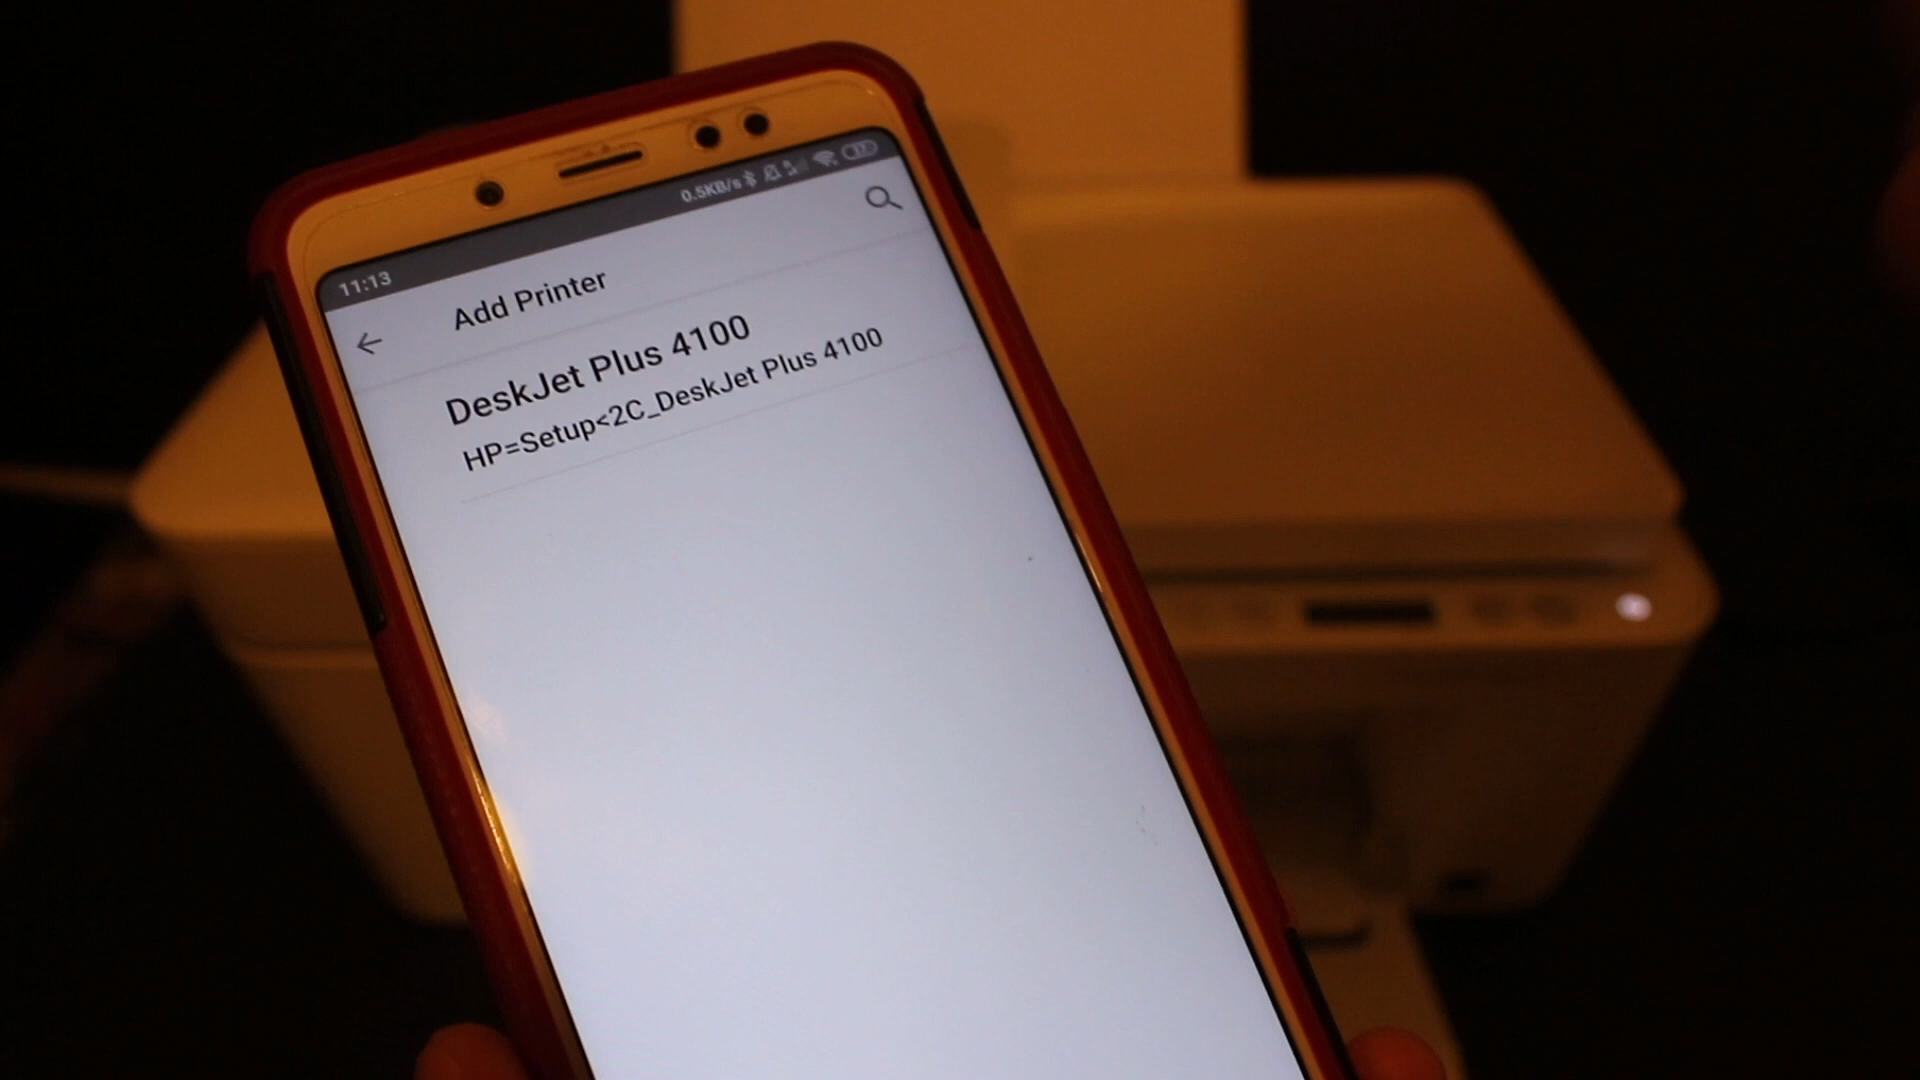 11:13
0.5KB/s
Add Printer
DeskJet Plus 4100
HP=Setup<2C_DeskJet Plus 4100